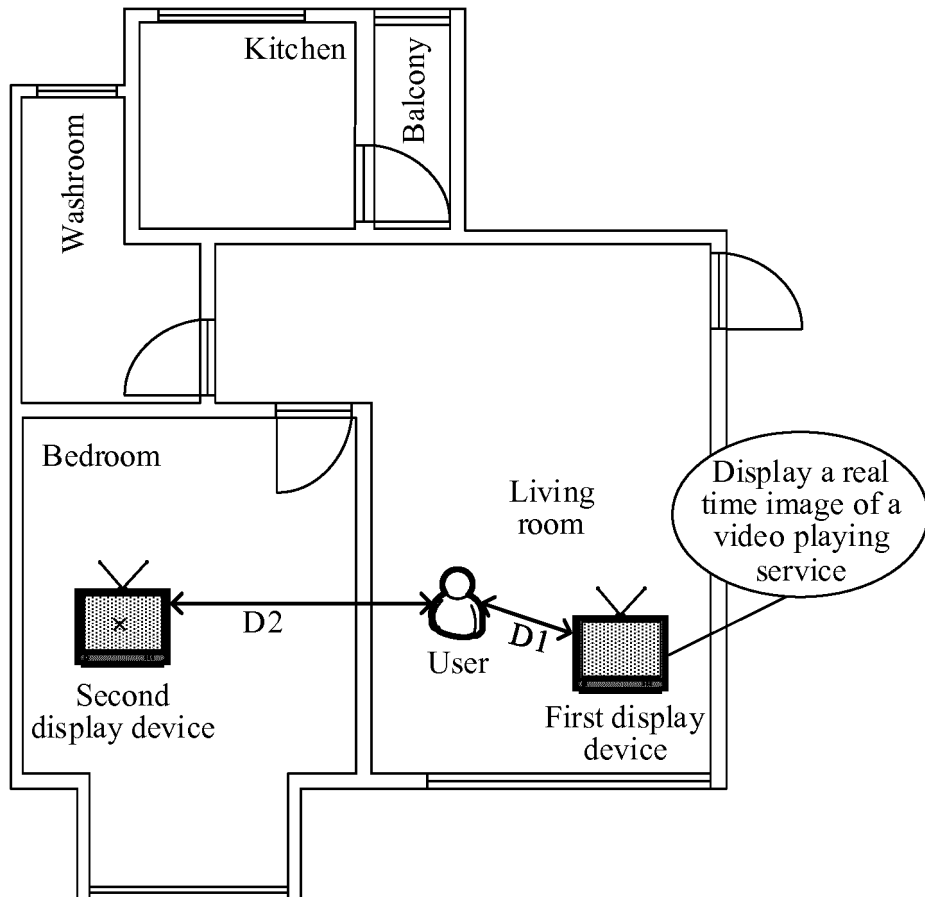 Kitchen
Balcony
Washroom
Bedroom
Living
room
Display a real
time image of a
video playing
service
D2
D1
User
Second
display device
First display
device